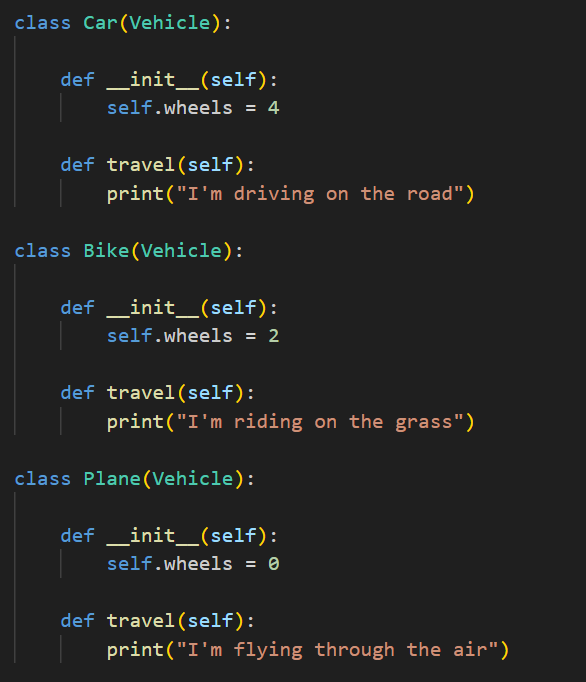 class Car(Vehicle):
    def __init__(self):
        self.wheels = 4
    def travel(self):
        print("I'm driving on the road")
class Bike(Vehicle):
    def __init__(self):
        self.wheels = 2
    def travel(self):
        print("I'm riding on the grass")
class Plane(Vehicle):
    def __init__(self):
        self.wheels = 0
    def travel(self):
        print("I'm flying through the air")